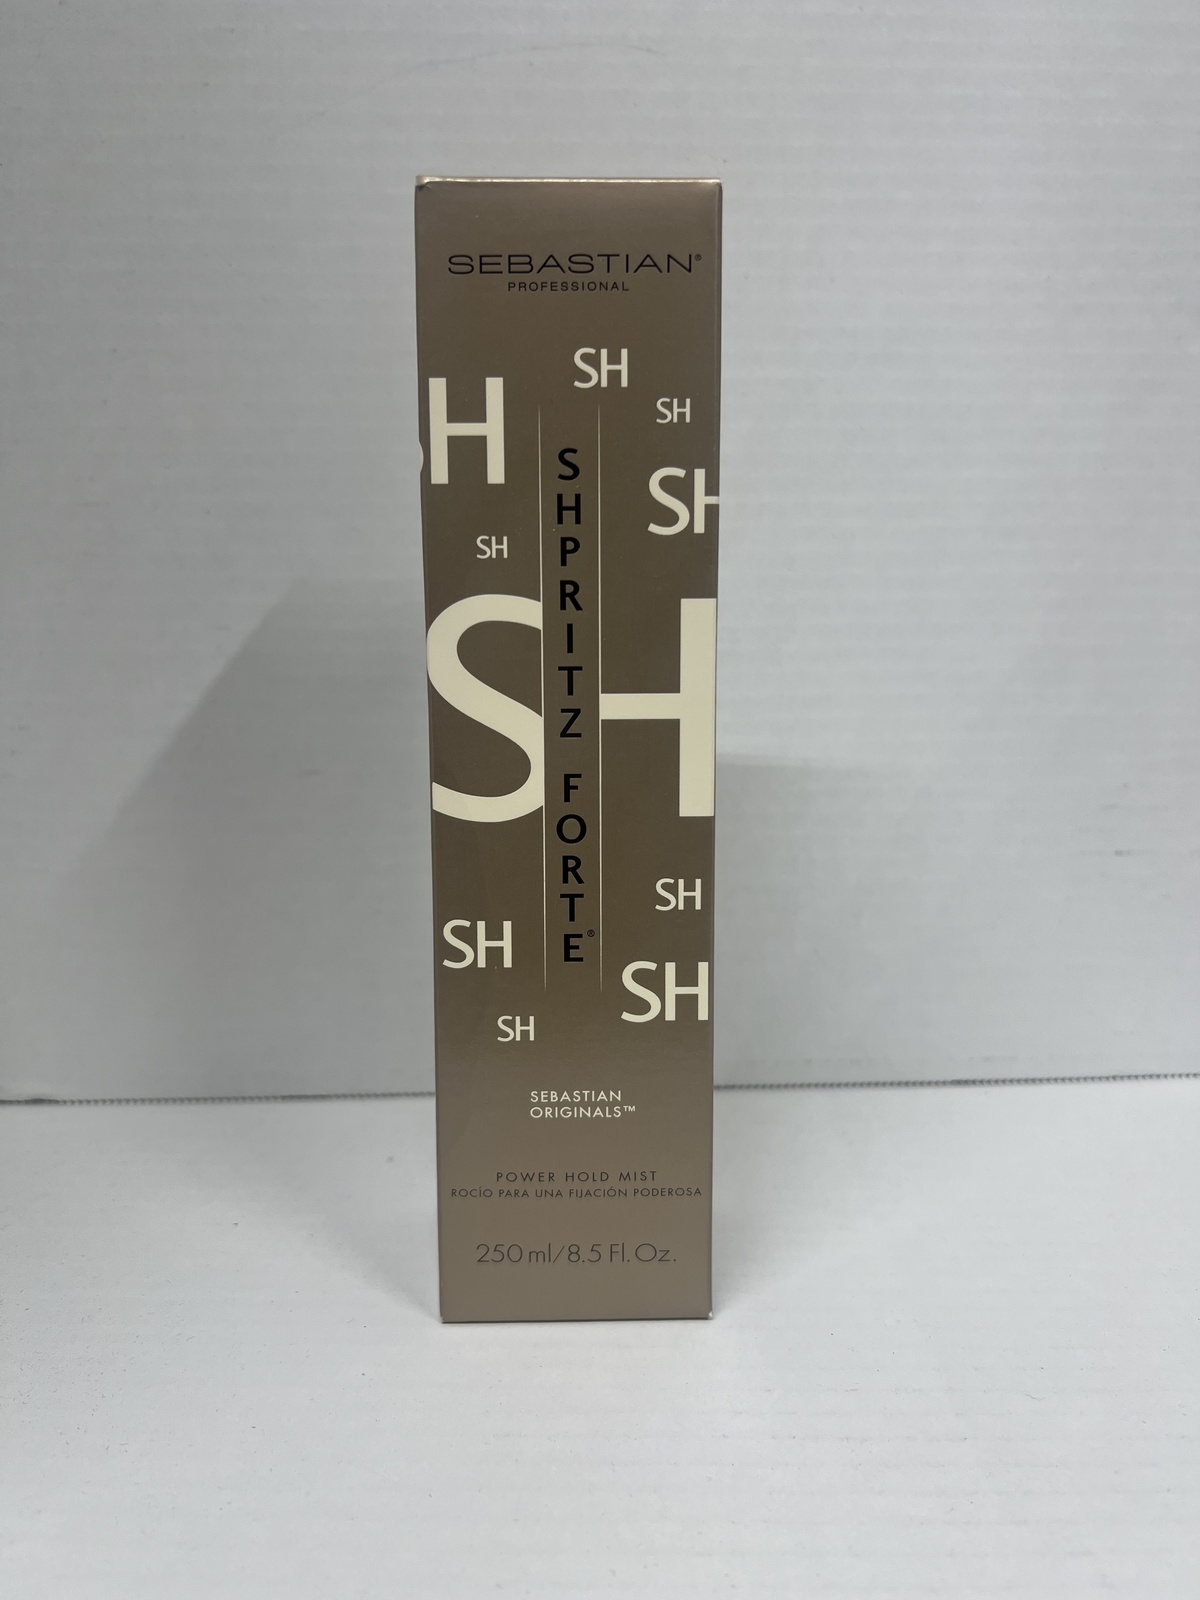 SEBASTIAN®
PROFESSIONAL
SH
SH
SH
SH
SH
SH
SHPRITZ FORTE®
SH
SH
SH
SH
SEBASTIAN
ORIGINALS™
POWER HOLD MIST
ROCÍO PARA UNA FIJACIÓN PODEROSA
250 ml/8.5 Fl. Oz.